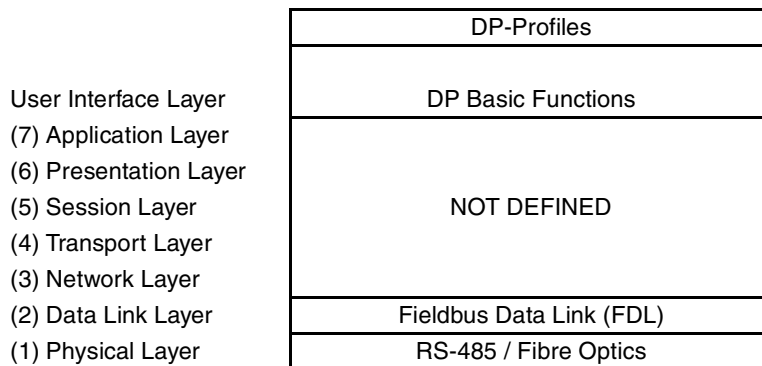 DP-Profiles
User Interface Layer DP Basic Functions
(7) Application Layer
(6) Presentation Layer
(5) Session Layer NOT DEFINED
(4) Transport Layer
(3) Network Layer
(2) Data Link Layer Fieldbus Data Link (FDL)
(1) Physical Layer RS-485 / Fibre Optics